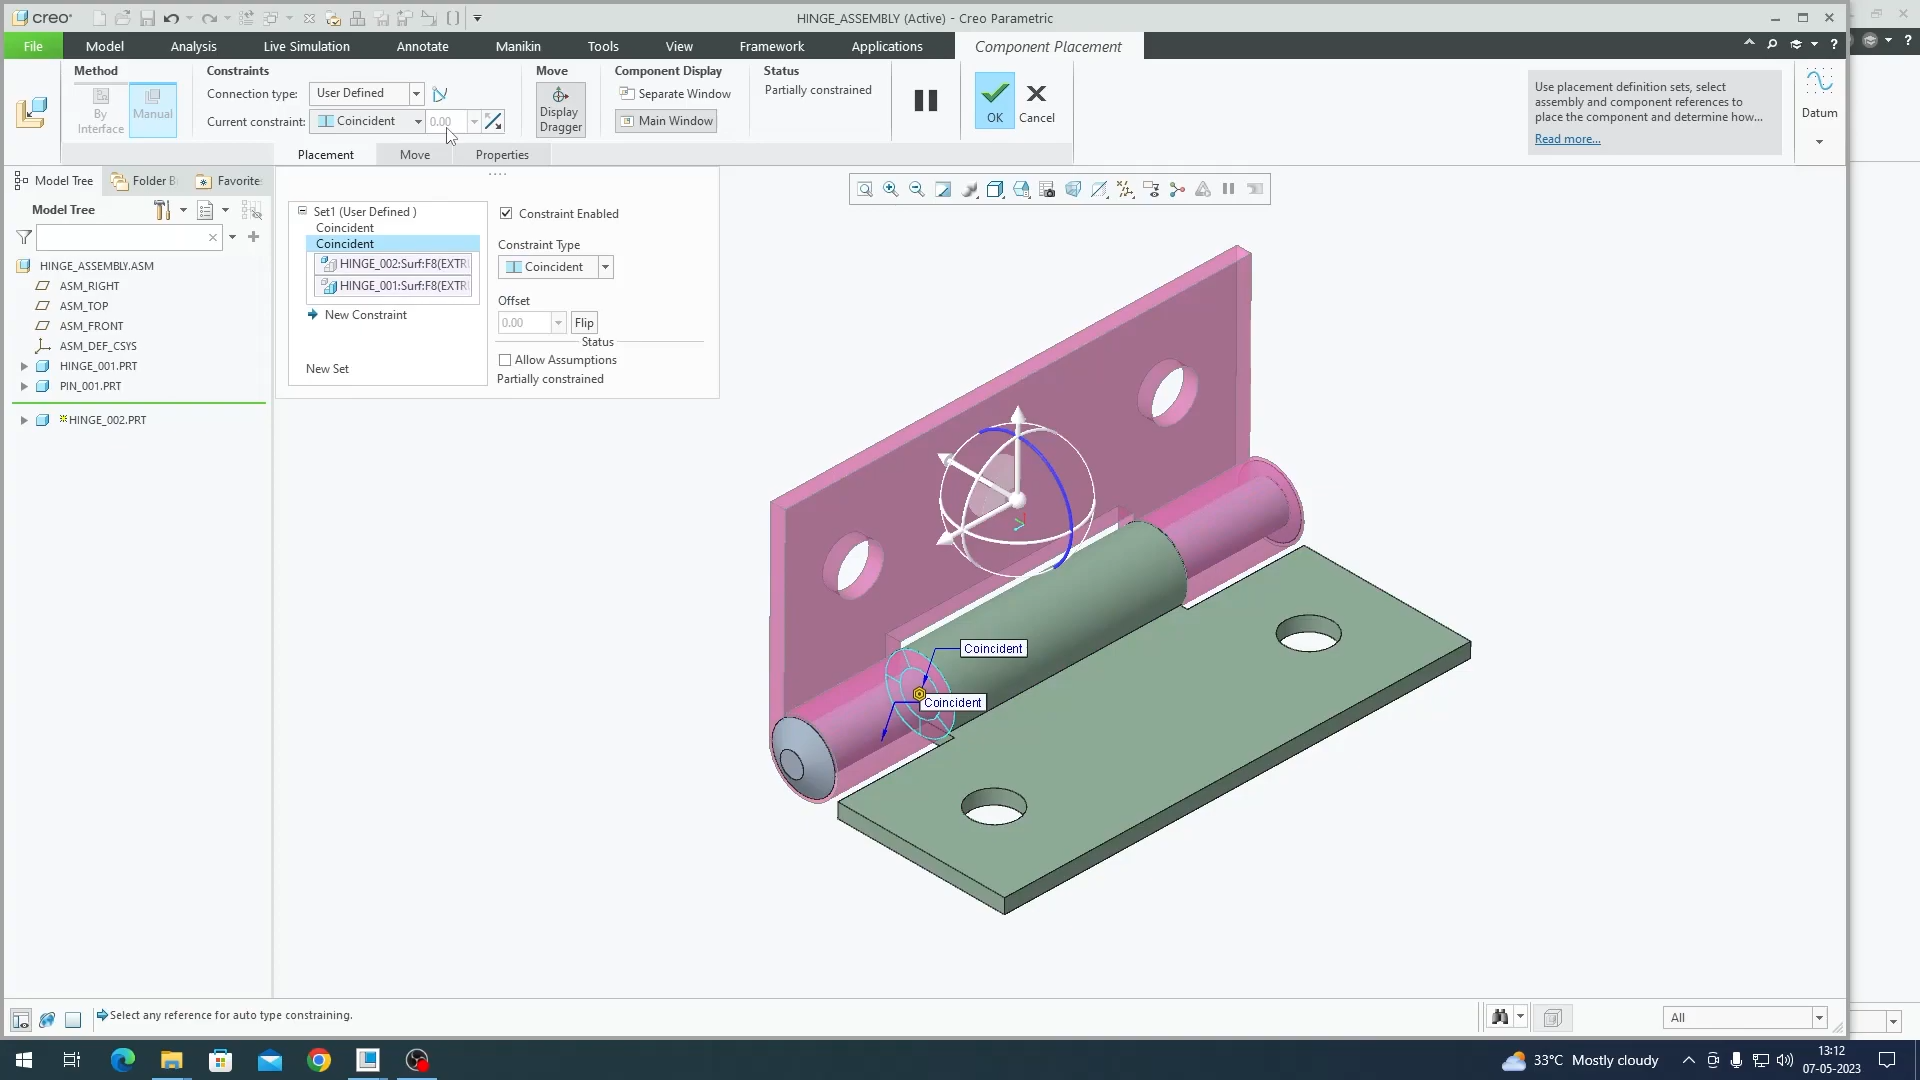 creo
HINGE_ASSEMBLY (Active) - Creo Parametric
File
Model
Analysis
Live Simulation
Annotate
Manikin
Tools
View
Framework
Applications
Component Placement
Method
By Interface
Manual
Constraints
Connection type:
User Defined
Current constraint:
Coincident
0.00
Move
Display Dragger
Component Display
Separate Window
Main Window
Status
Partially constrained
OK
Cancel
Use placement definition sets, select
assembly and component references to
place the component and determine how...
Read more...
Datum
Placement
Move
Properties
Model Tree
Folder B
Favorite
Model Tree
HINGE_ASSEMBLY.ASM
ASM_RIGHT
ASM_TOP
ASM_FRONT
ASM_DEF_CSYS
HINGE_001.PRT
PIN_001.PRT
HINGE_002.PRT
Set1 (User Defined )
Coincident
Coincident
HINGE_002:Surf:F8(EXTR
HINGE_001:Surf:F8(EXTR
New Constraint
New Set
Constraint Enabled
Constraint Type
Coincident
Offset
0.00
Flip
Status
Allow Assumptions
Partially constrained
Coincident
Coincident
Select any reference for auto type constraining.
All
33°C Mostly cloudy
13:12
07-05-2023